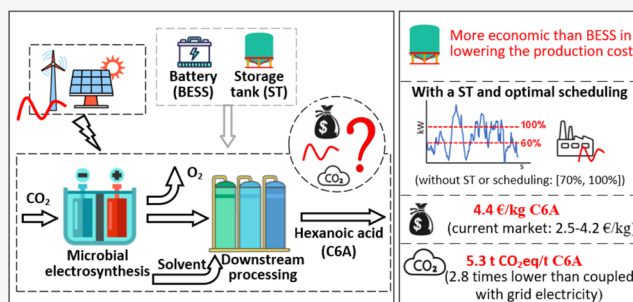 Battery
(BESS)
Storage
tank (ST)
CO₂
O₂
Microbial
electrosynthesis
Solvent
Downstream
processing
$
?
CO₂
Hexanoic acid
(C6A)
More economic than BESS in
lowering the production cost
With a ST and optimal scheduling
kW
100%
60%
5
(without ST or scheduling: [70%, 100%])
$
4.4 €/kg C6A
(current market: 2.5-4.2 €/kg)
CO₂
5.3 t CO₂eq/t C6A
(2.8 times lower than coupled
with grid electricity)